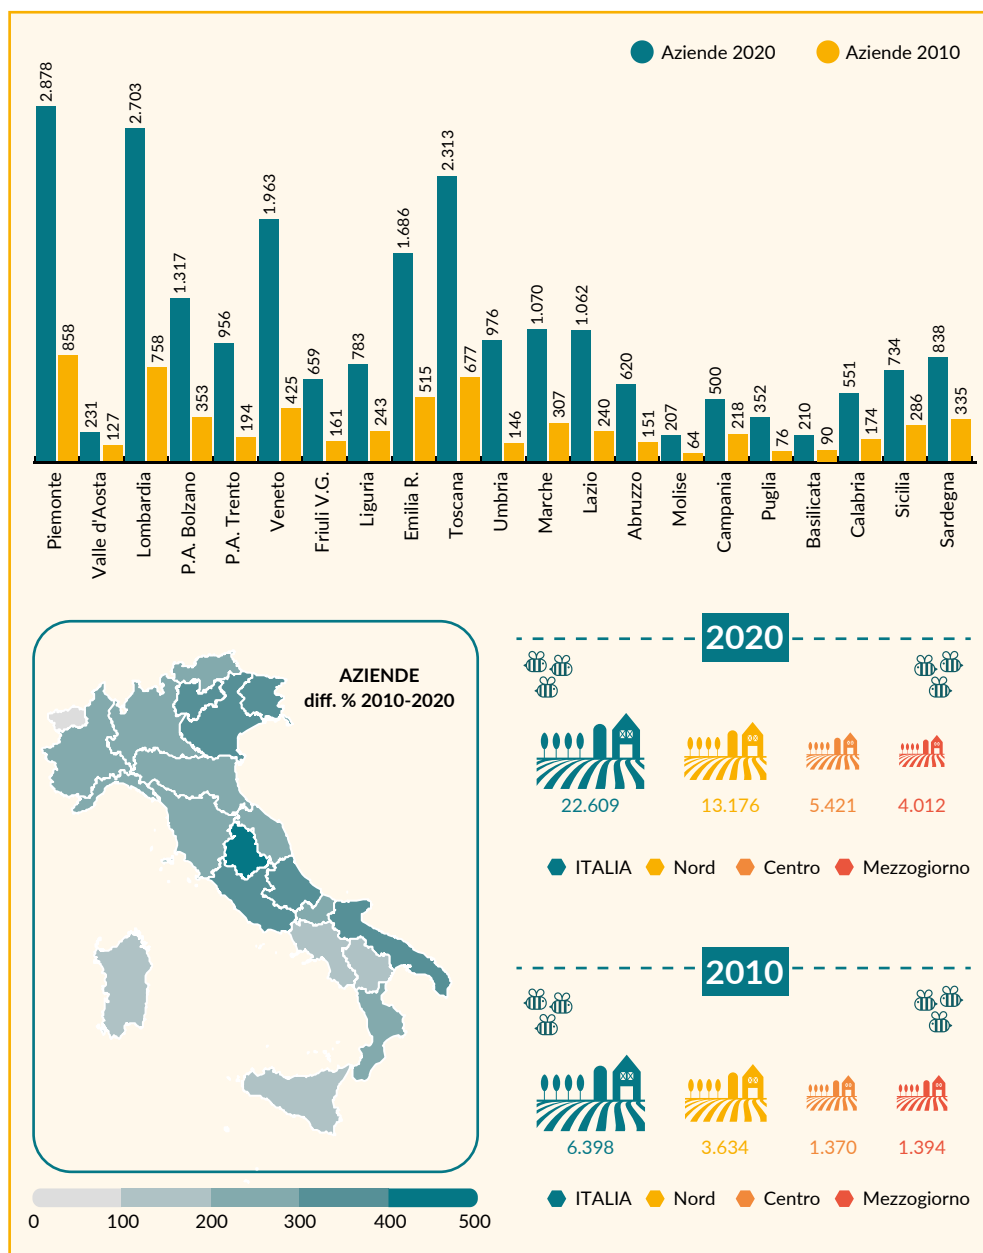 Aziende 2020 Aziende 2010
2.878 858 231 127 2.703 758 1.317 353 956 194 1.963 425 659 161 783 243 1.686 515 2.313 677 976 146 1.070 307 1.062 240 620 151 207 64 500 218 352 76 210 90 551 174 734 286 838 335
Piemonte Valle d'Aosta Lombardia P.A. Bolzano P.A. Trento Veneto Friuli V.G. Liguria Emilia R. Toscana Umbria Marche Lazio Abruzzo Molise Campania Puglia Basilicata Calabria Sicilia Sardegna
AZIENDE
diff. % 2010-2020
0 100 200 300 400 500
2020
22.609 13.176 5.421 4.012
ITALIA Nord Centro Mezzogiorno
2010
6.398 3.634 1.370 1.394
ITALIA Nord Centro Mezzogiorno